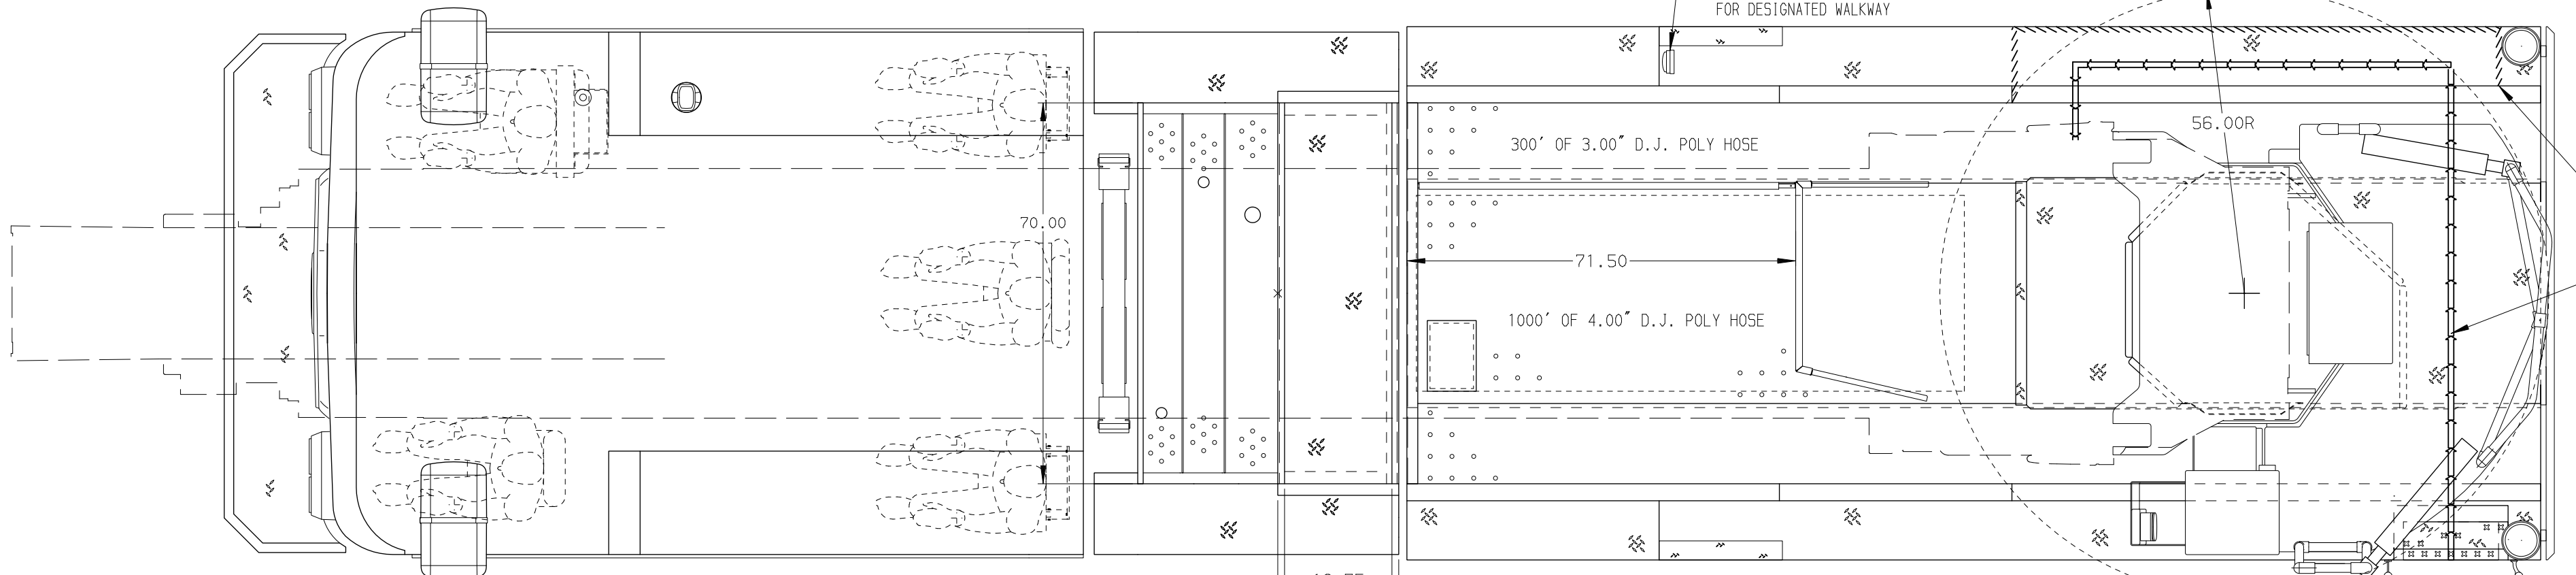 FOR DESIGNATED WALKWAY
56.00R
300' OF 3.00" D.J. POLY HOSE
70.00
71.50
1000' OF 4.00" D.J. POLY HOSE